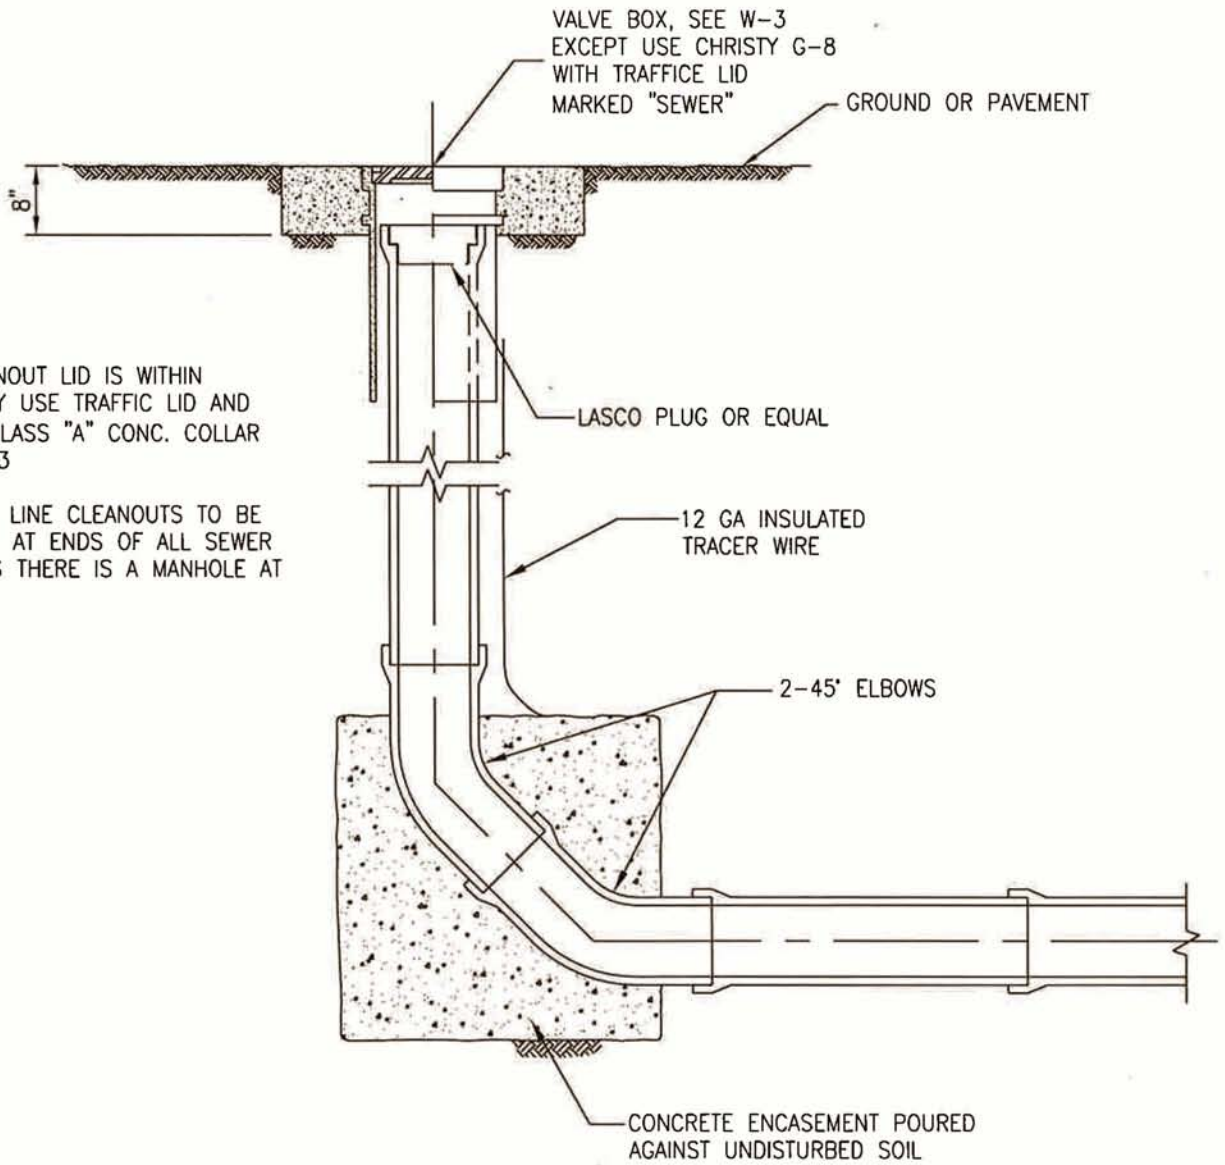 VALVE BOX, SEE W-3
EXCEPT USE CHRISTY G-8
WITH TRAFFICE LID
MARKED "SEWER"
GROUND OR PAVEMENT
8"
NOUT LID IS WITHIN
Y USE TRAFFIC LID AND
LASS "A" CONC. COLLAR
3
LINE CLEANOUTS TO BE
AT ENDS OF ALL SEWER
S THERE IS A MANHOLE AT
LASCO PLUG OR EQUAL
12 GA INSULATED
TRACER WIRE
2-45° ELBOWS
CONCRETE ENCASEMENT POURED
AGAINST UNDISTURBED SOIL